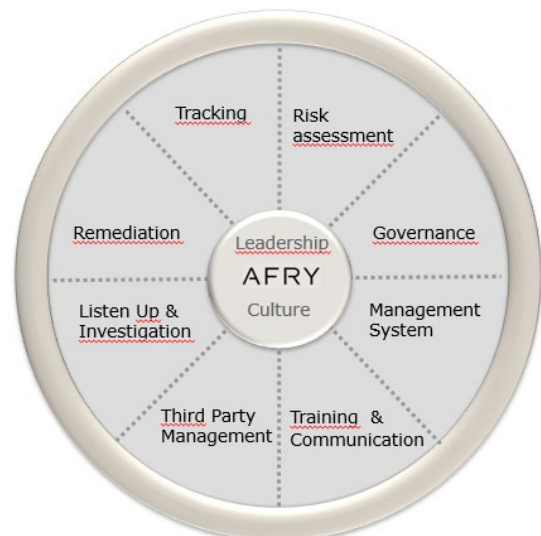 Tracking
Risk
assessment
Remediation
Leadership
Governance
AFRY
Culture
Listen Up &
Investigation
Management
System
Third Party
Management
Training &
Communication